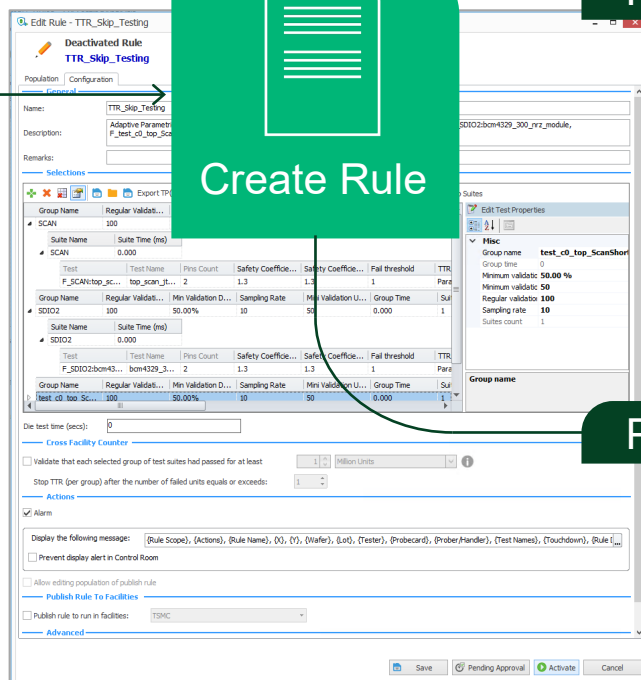 Edit Rule - TTR_Skip_Testing
Deactivated Rule
TTR_Skip_Testing
Population Configuration
General
Name: TTR_Skip_Testing
Description: Adaptive Parametri SDIO2:bcm4329_300_nrz_module,
F_test_c0_top_Sca
Remarks:
Create Rule
Selections
Export TP( Suites
Group Name Regular Validati...
SCAN 100
Suite Name Suite Time (ms)
SCAN 0.000
Test Test Name Pins Count Safety Coefficie... Safety Coefficie... Fail threshold TTR
F_SCAN:top_sc... top_scan_jt... 2 1.3 1.3 1 Para
Group Name Regular Validati... Min Validation D... Sampling Rate Mini Validation U... Group Time Sui
SDIO2 100 50.00% 10 50 0.000 1
Suite Name Suite Time (ms)
SDIO2 0.000
Test Test Name Pins Count Safety Coefficie... Safety Coefficie... Fail threshold TTR
F_SDIO2:bcm43... bcm4329_3... 2 1.3 1.3 1 Para
Group Name Regular Validati... Min Validation D... Sampling Rate Mini Validation U... Group Time Sui
test_c0_top_Sc... 100 50.00% 10 50 0.000 1
Edit Test Properties
Misc
Group name test_c0_top_ScanShort
Group time 0
Minimum validatic 50.00 %
Minimum validatic 50
Regular validation 100
Sampling rate 10
Suites count 1
Group name
Die test time (secs): 0
Cross Facility Counter
Validate that each selected group of test suites had passed for at least 1 Million Units
Stop TTR (per group) after the number of failed units equals or exceeds: 1
Actions
Alarm
Display the following message: {Rule Scope}, {Actions}, {Rule Name}, {X}, {Y}, {Wafer}, {Lot}, {Tester}, {Probecard}, {Prober/Handler}, {Test Names}, {Touchdown}, {Rule D ...
Prevent display alert in Control Room
Allow editing population of publish rule
Publish Rule To Facilities
Publish rule to run in facilities: TSMC
Advanced
Save Pending Approval Activate Cancel